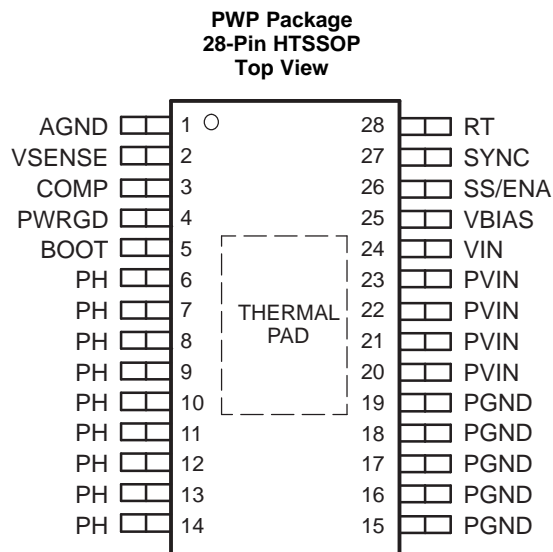 PWP Package
28-Pin HTSSOP
Top View
AGND 1 28 RT
VSENSE 2 27 SYNC
COMP 3 26 SS/ENA
PWRGD 4 25 VBIAS
BOOT 5 24 VIN
PH 6 23 PVIN
PH 7 22 PVIN
PH 8 21 PVIN
PH 9 20 PVIN
PH 10 19 PGND
PH 11 18 PGND
PH 12 17 PGND
PH 13 16 PGND
PH 14 15 PGND
THERMAL
PAD